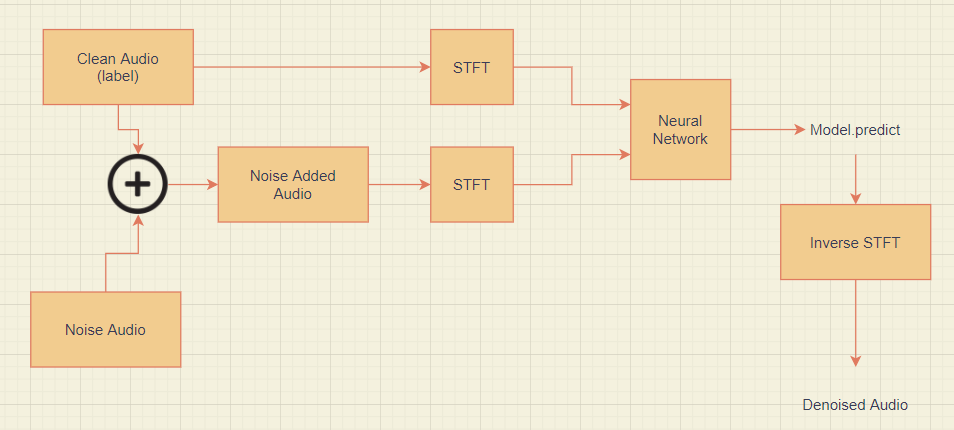 Clean Audio
(label)
STFT
Neural
Network
Model.predict
Noise Added
Audio
STFT
Inverse STFT
Noise Audio
Denoised Audio